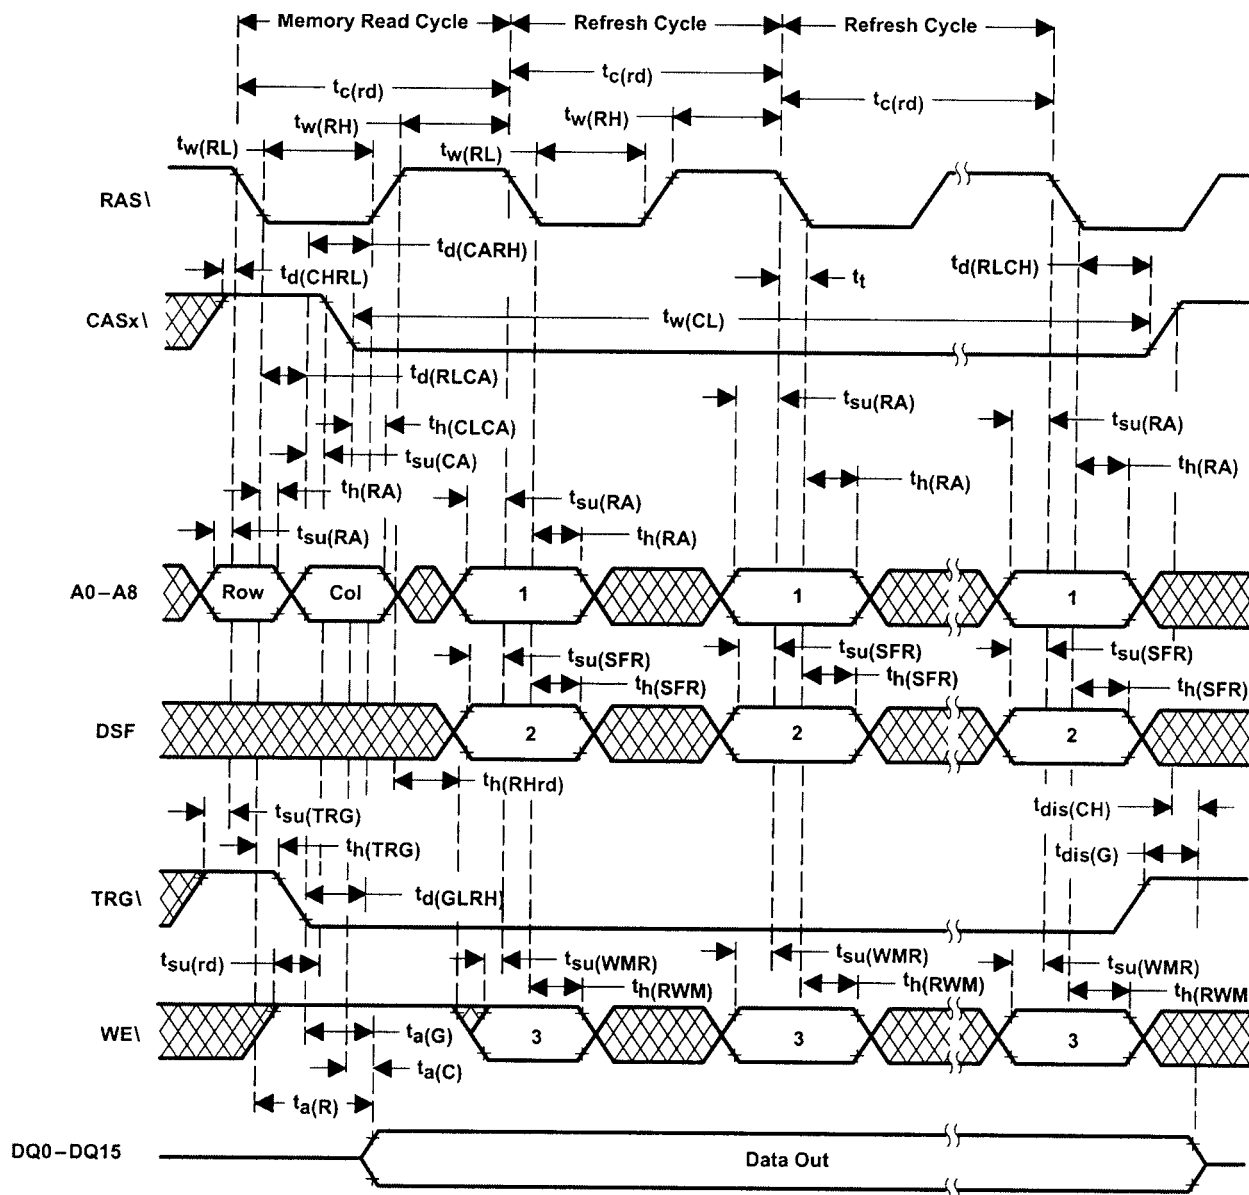 Memory Read Cycle Refresh Cycle Refresh Cycle
tc(rd) tc(rd) tc(rd)
tw(RH) tw(RH)
tw(RL) tw(RL)
RAS\
td(CARH)
td(CHRL) tt td(RLCH)
CASx\ tw(CL)
td(RLCA)
tsu(RA) tsu(RA)
th(CLCA)
tsu(CA)
th(RA) th(RA) th(RA)
tsu(RA) tsu(RA)
th(RA)
A0–A8 Row Col 1 1 1
tsu(SFR) tsu(SFR) tsu(SFR)
th(SFR) th(SFR) th(SFR)
DSF 2 2 2
th(RHrd)
tsu(TRG) tdis(CH)
th(TRG) tdis(G)
TRG\ td(GLRH)
tsu(rd) tsu(WMR) tsu(WMR) tsu(WMR)
th(RWM) th(RWM) th(RWM
WE\ ta(G) 3 3 3
ta(C)
ta(R)
DQ0–DQ15 Data Out